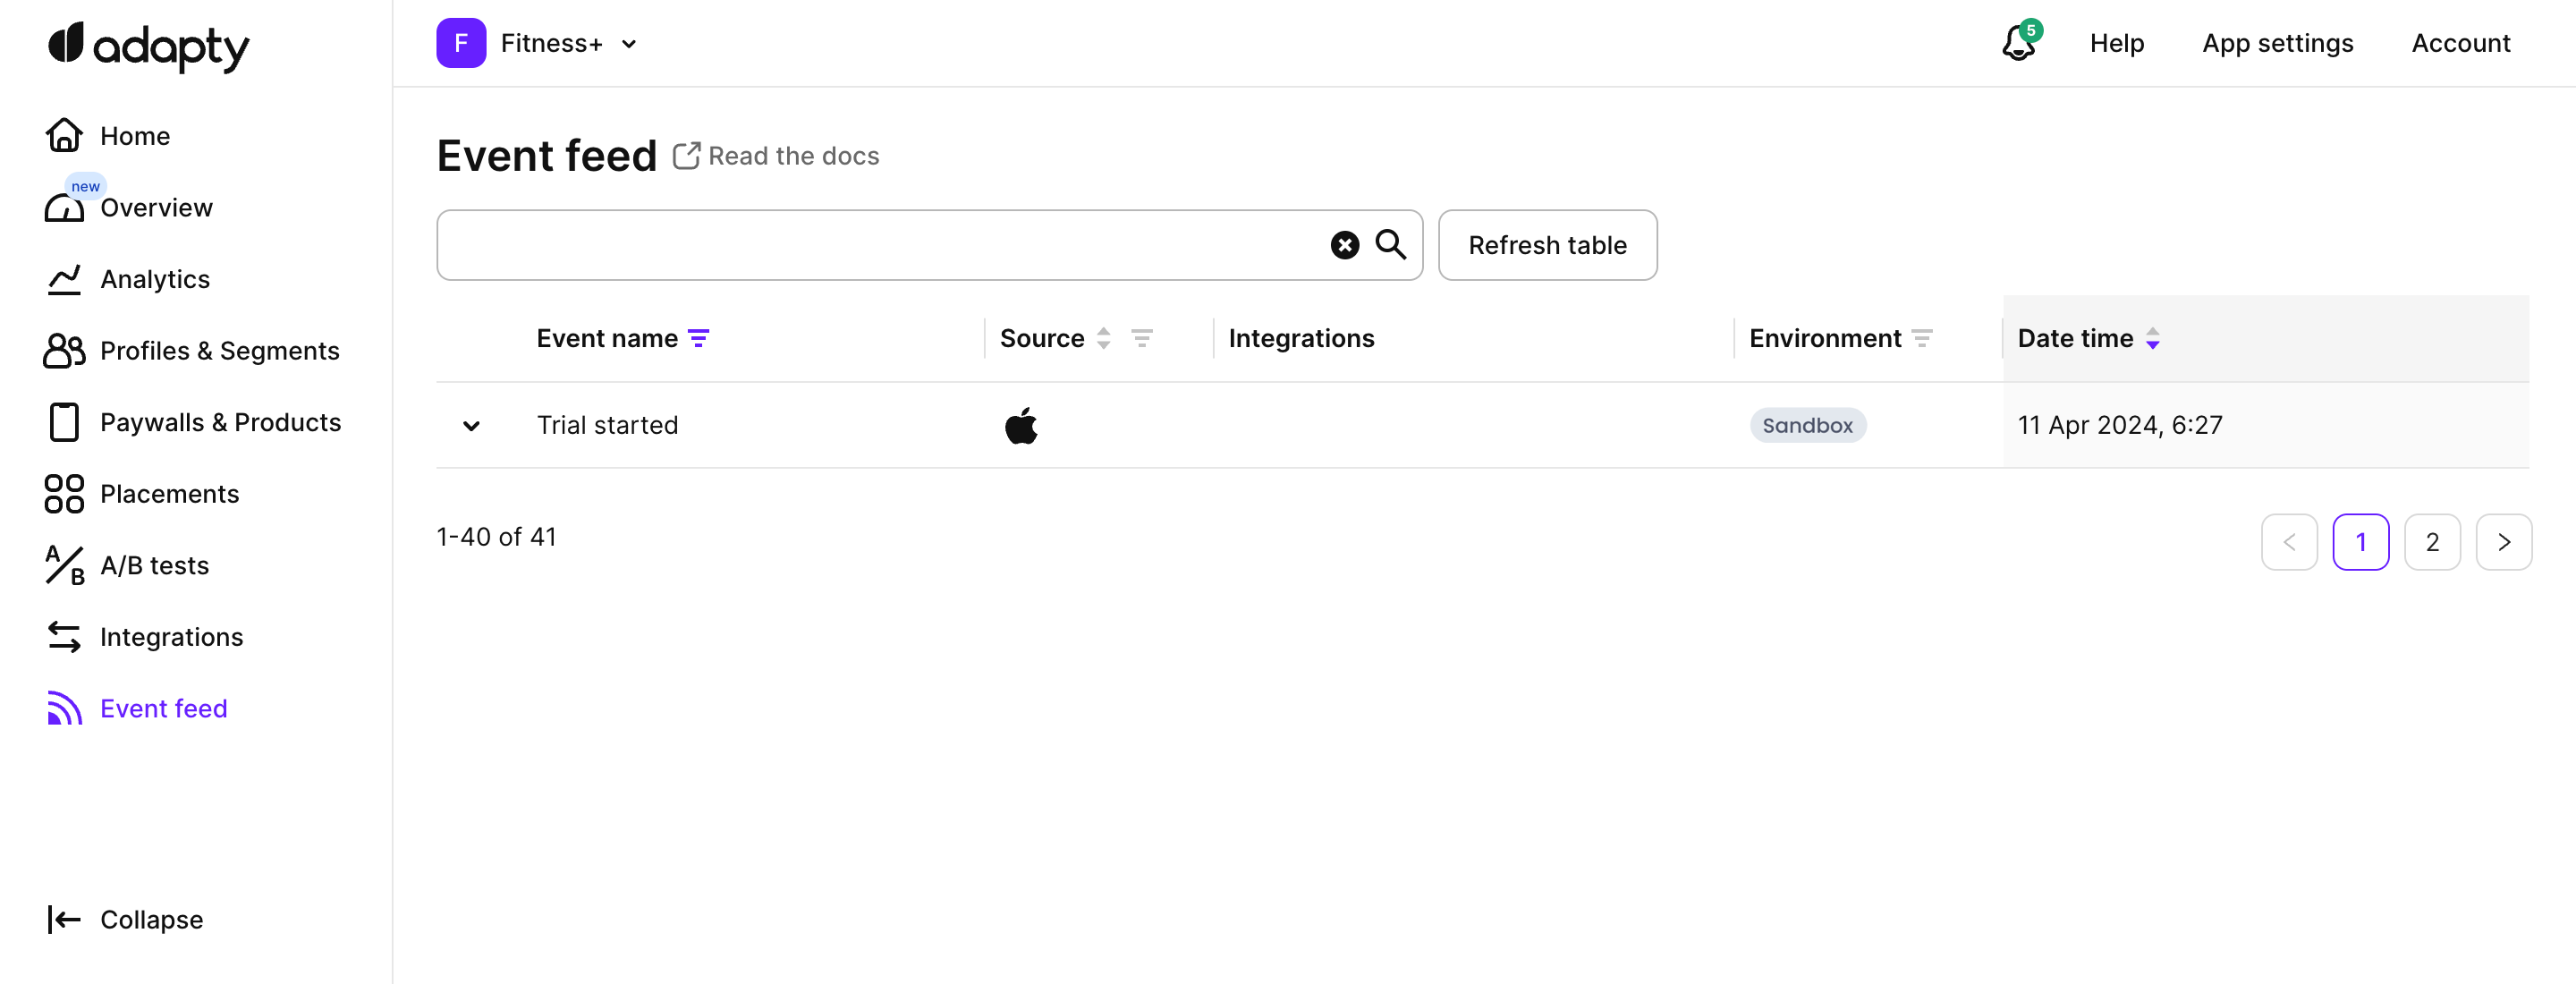 adapty
F Fitness+
5
Help
App settings
Account
Home
new
Overview
Analytics
Profiles & Segments
Paywalls & Products
Placements
A/B tests
Integrations
Event feed
Collapse
Event feed
Read the docs
Refresh table
Event name
Source
Integrations
Environment
Date time
Trial started
Sandbox
11 Apr 2024, 6:27
1-40 of 41
< 1 2 >